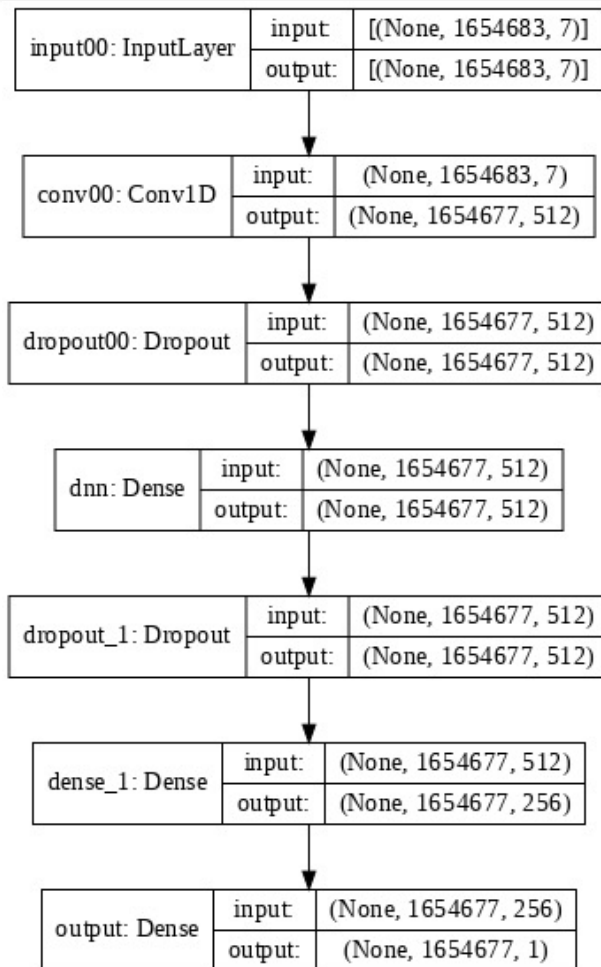 input00: InputLayer
input:
[(None, 1654683, 7)]
output:
[(None, 1654683, 7)]
conv00: Conv1D
input:
(None, 1654683, 7)
output:
(None, 1654677, 512)
dropout00: Dropout
input:
(None, 1654677, 512)
output:
(None, 1654677, 512)
dnn: Dense
input:
(None, 1654677, 512)
output:
(None, 1654677, 512)
dropout_1: Dropout
input:
(None, 1654677, 512)
output:
(None, 1654677, 512)
dense_1: Dense
input:
(None, 1654677, 512)
output:
(None, 1654677, 256)
output: Dense
input:
(None, 1654677, 256)
output:
(None, 1654677, 1)